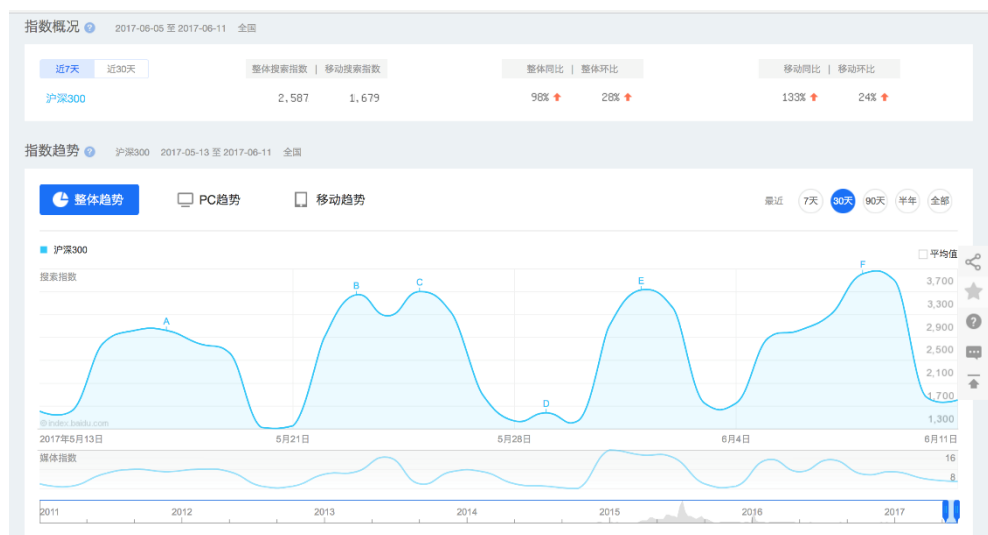 指数概况 ? 2017-06-05 至 2017-06-11 全国
近7天 近30天 整体搜索指数 | 移动搜索指数 整体同比 | 整体环比 移动同比 | 移动环比
沪深300 2,587 1,679 98% 28% 133% 24%
指数趋势 ? 沪深300 2017-05-13 至 2017-06-11 全国
整体趋势 PC趋势 移动趋势 最近 7天 30天 90天 半年 全部
沪深300 平均值
搜索指数
A
B
C
D
E
F
3,700
3,300
2,900
2,500
2,100
1,700
1,300
© index.baidu.com
2017年5月13日 5月21日 5月28日 6月4日 6月11日
媒体指数 16
8
2011 2012 2013 2014 2015 2016 2017
?